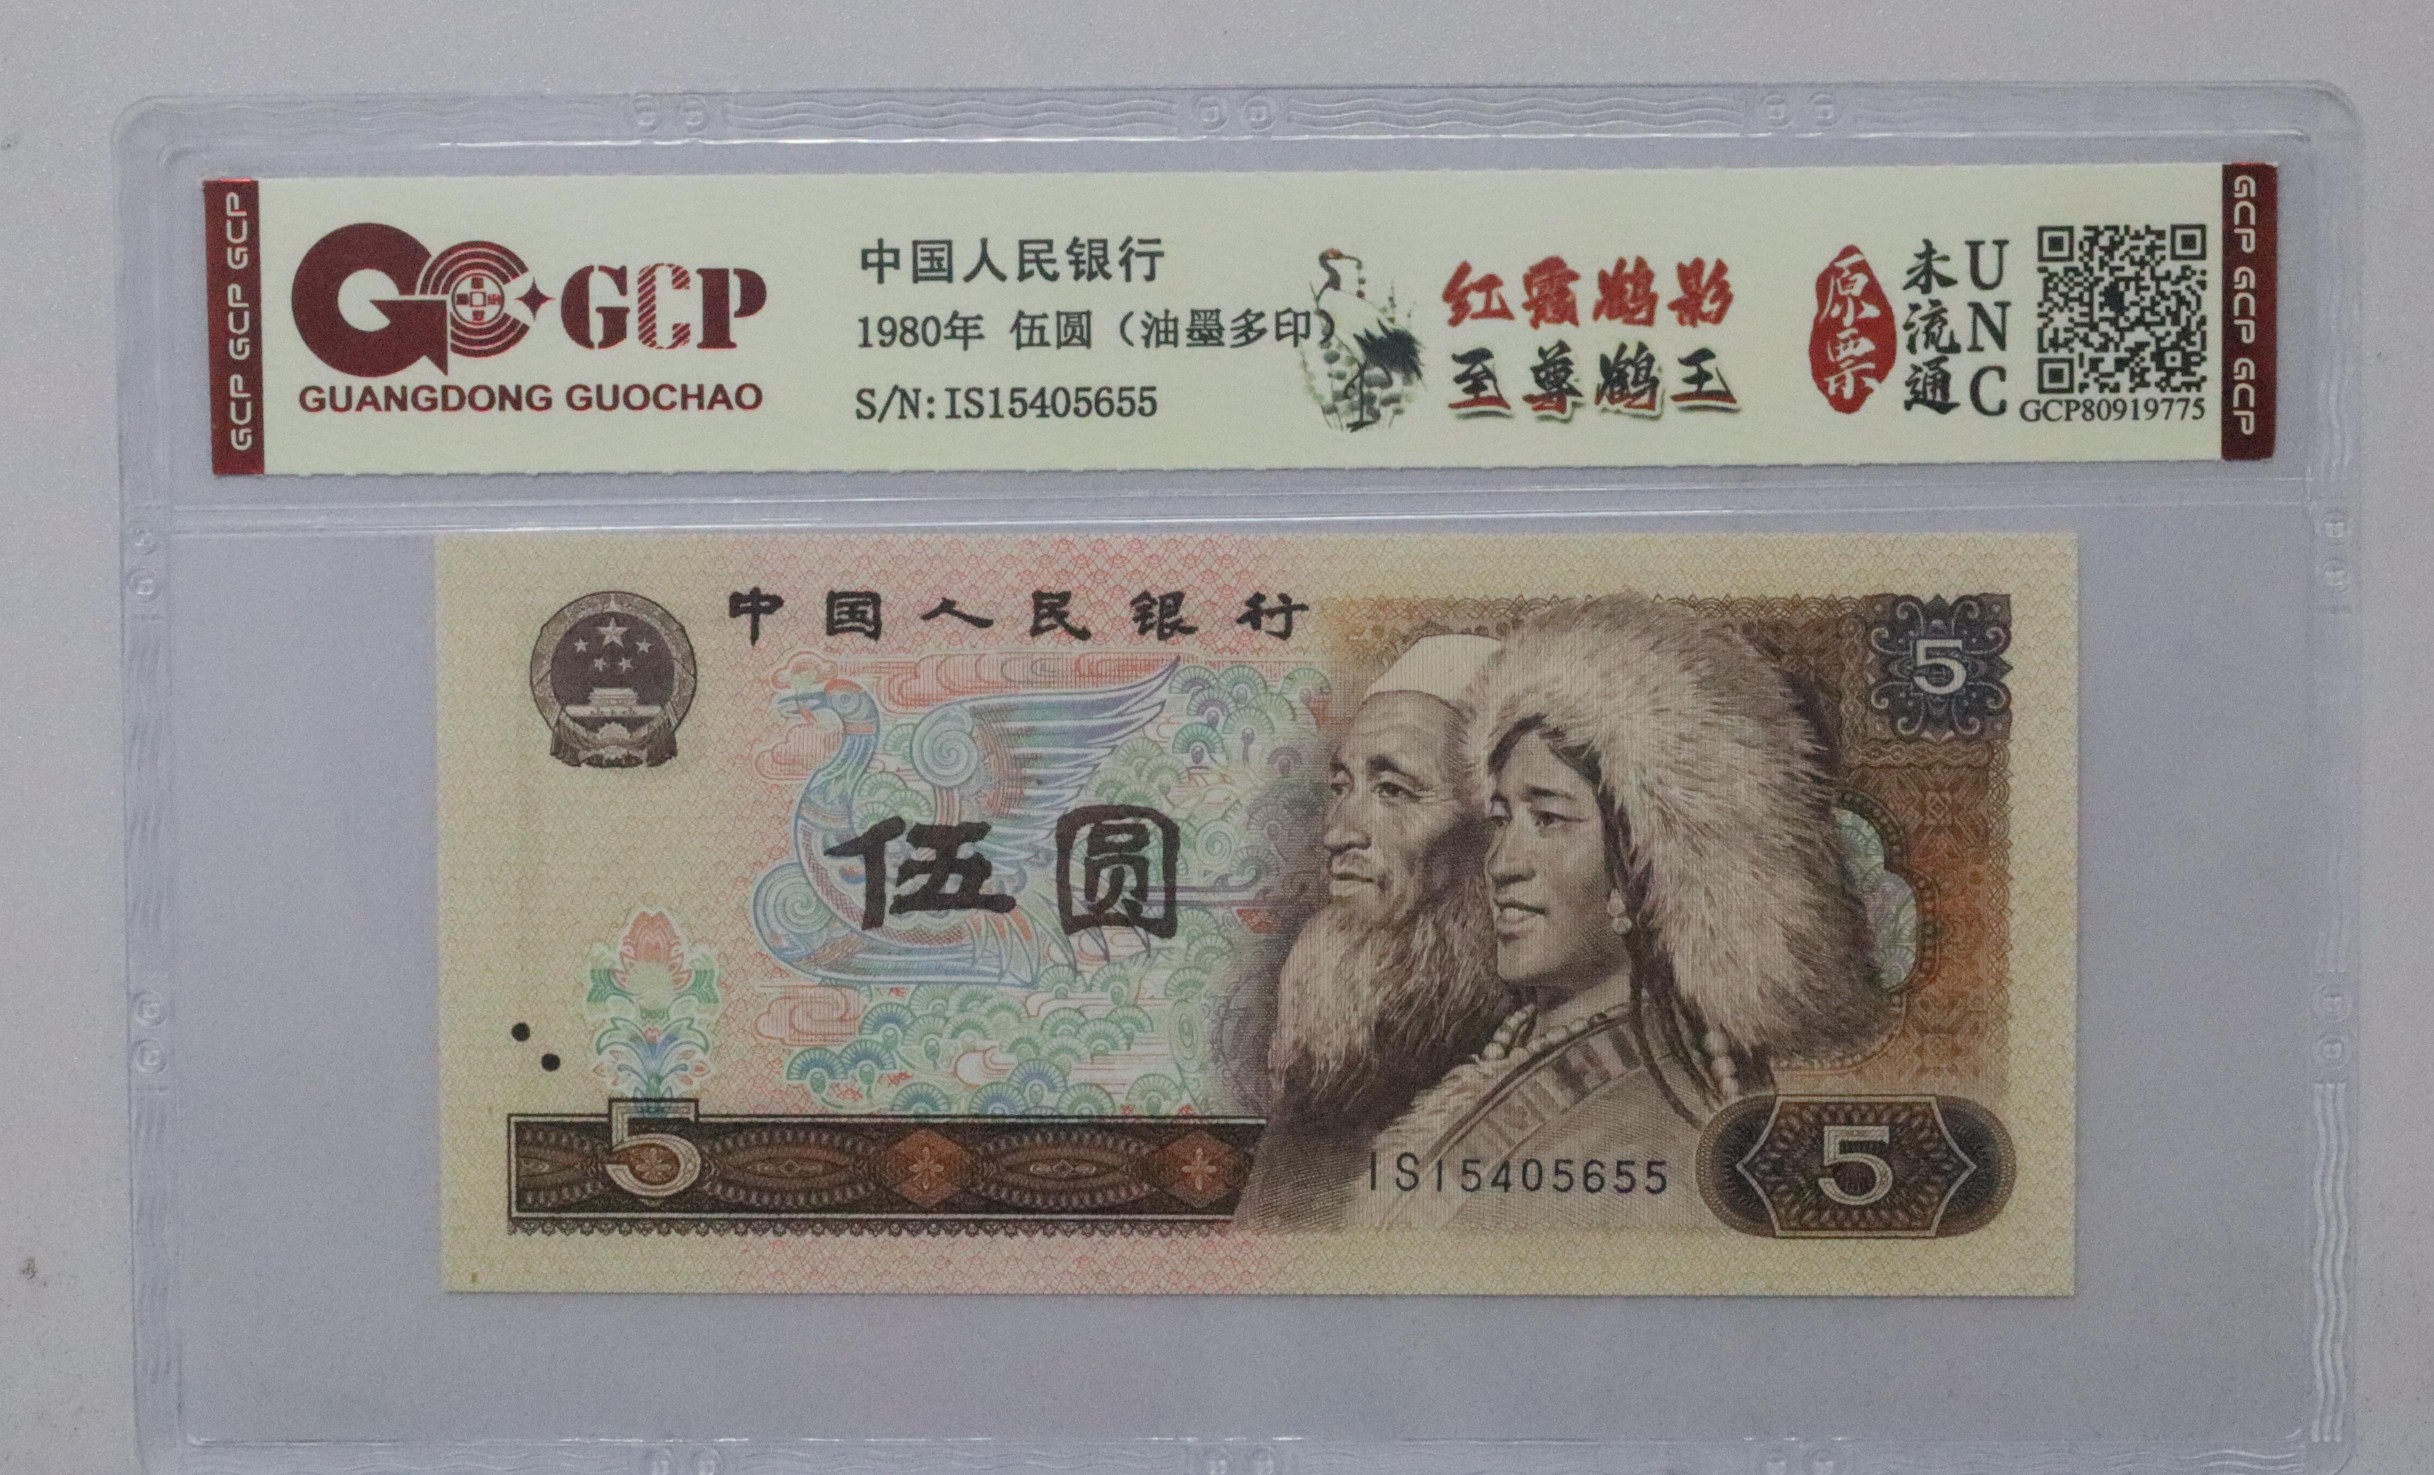 GCP GCP GCP
GCP
GUANGDONG GUOCHAO
中国人民银行
1980年 伍圆（油墨多印）
S/N:IS15405655
红霞鹤影
至尊鹤王
原票
未流通
UNC
GCP80919775
GCP GCP GCP
中国人民银行
5
伍圆
5
IS15405655
5